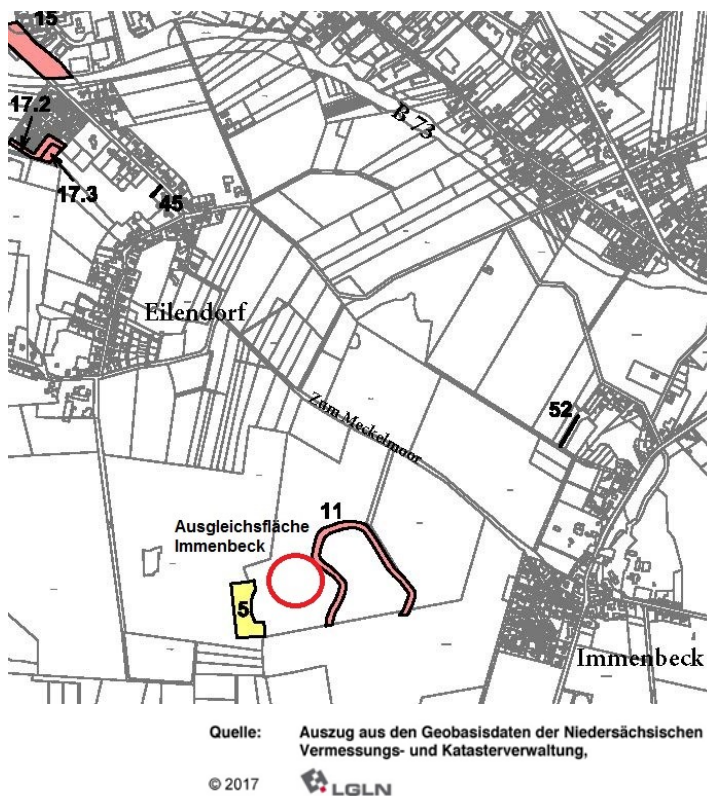 15
17.2
17.3
B 73
L 45
Eilendorf
Zum Meckelmoor
52
11
Ausgleichsfläche
Immenbeck
5
Immenbeck
Quelle: Auszug aus den Geobasisdaten der Niedersächsischen
Vermessungs- und Katasterverwaltung,
© 2017 LGLN